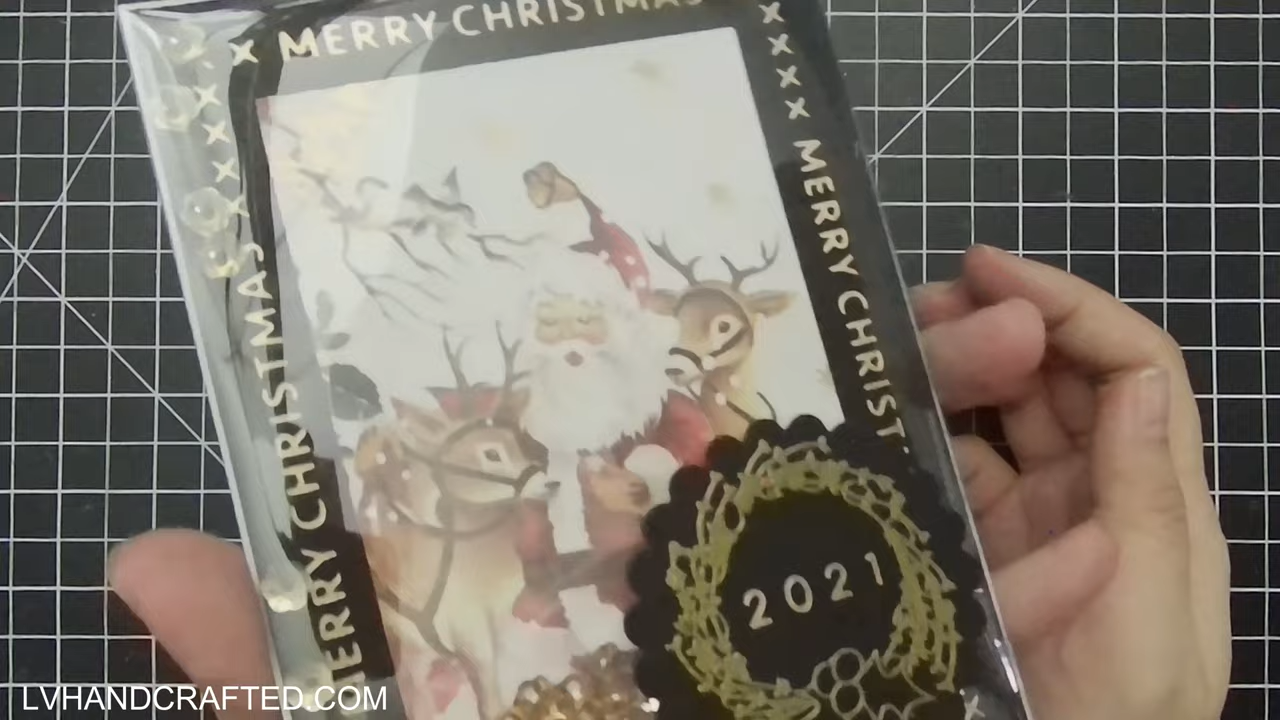 x MERRY CHRISTMAS x
x
x
x
MERRY CHRIST
x
x
x
MERRY CHRISTMAS
2021
x
LVHANDCRAFTED.COM